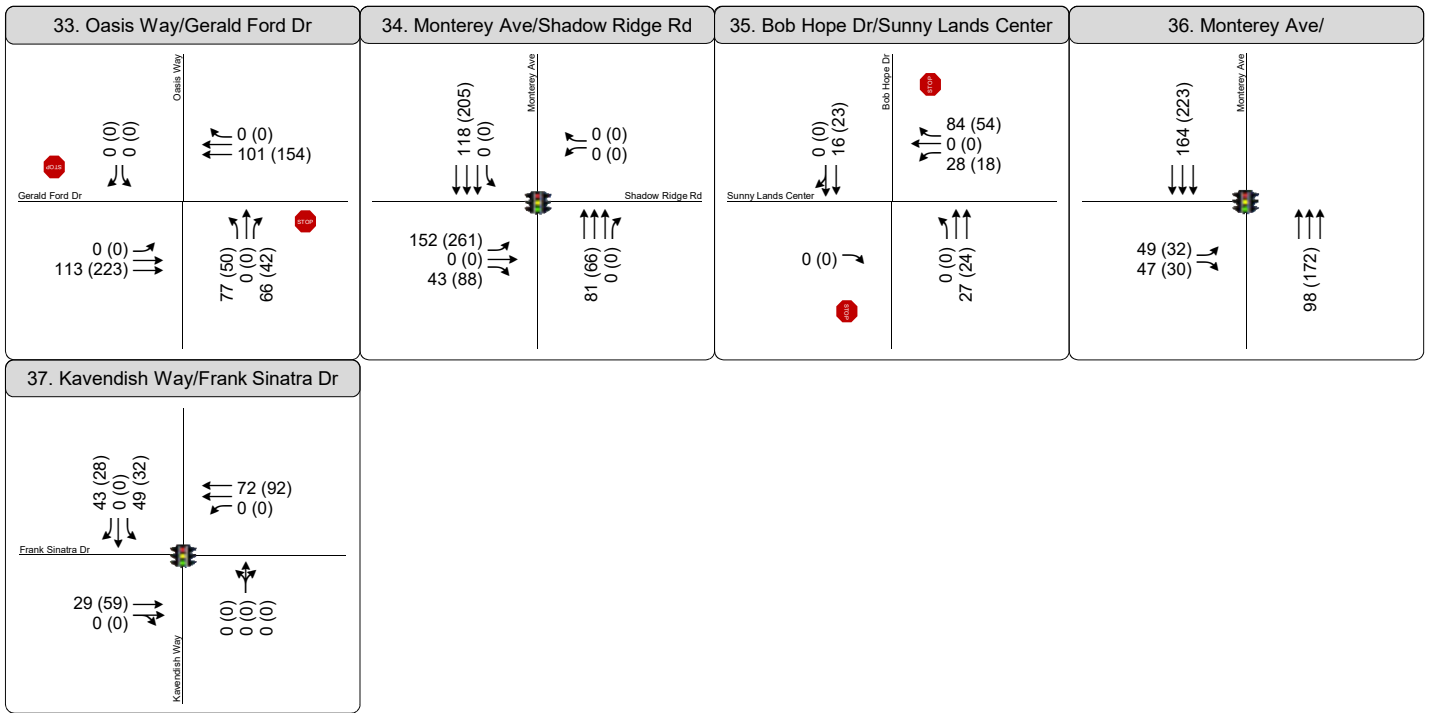 33. Oasis Way/Gerald Ford Dr
Oasis Way
0 (0)
0 (0)
0 (0)
101 (154)
STOP
Gerald Ford Dr
STOP
0 (0)
113 (223)
77 (50)
0 (0)
66 (42)
34. Monterey Ave/Shadow Ridge Rd
Monterey Ave
118 (205)
0 (0)
0 (0)
0 (0)
Shadow Ridge Rd
152 (261)
0 (0)
43 (88)
81 (66)
0 (0)
35. Bob Hope Dr/Sunny Lands Center
Bob Hope Dr
STOP
0 (0)
16 (23)
84 (54)
0 (0)
28 (18)
Sunny Lands Center
0 (0)
0 (0)
27 (24)
STOP
36. Monterey Ave/
Monterey Ave
164 (223)
49 (32)
47 (30)
98 (172)
37. Kavendish Way/Frank Sinatra Dr
43 (28)
0 (0)
49 (32)
72 (92)
0 (0)
Frank Sinatra Dr
29 (59)
0 (0)
0 (0)
0 (0)
0 (0)
Kavendish Way